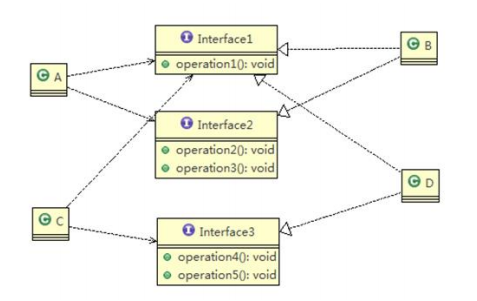 I Interface1
operation1(): void
C B
C A
I Interface2
operation2(): void
operation3(): void
C D
C C
I Interface3
operation4(): void
operation5(): void